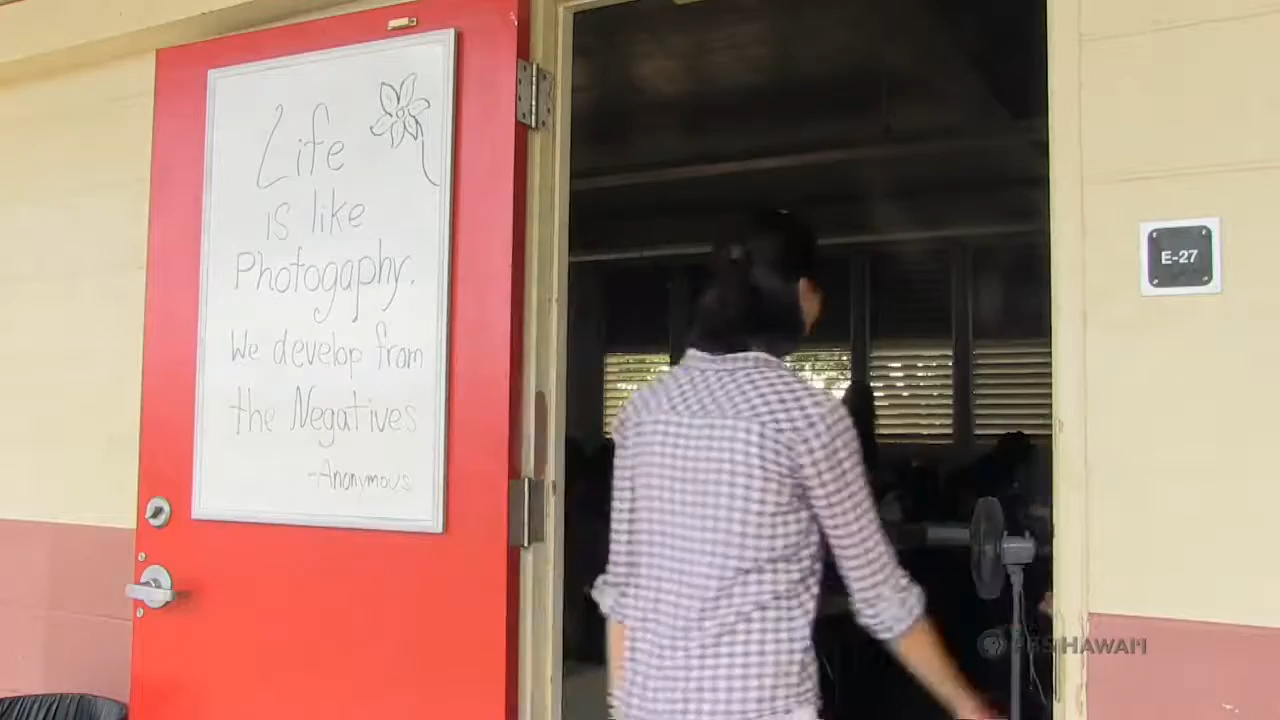 Life
is like
Photogaphy.
We develop from
the Negatives
-Anonymous
E-27
PBS HAWAI'I